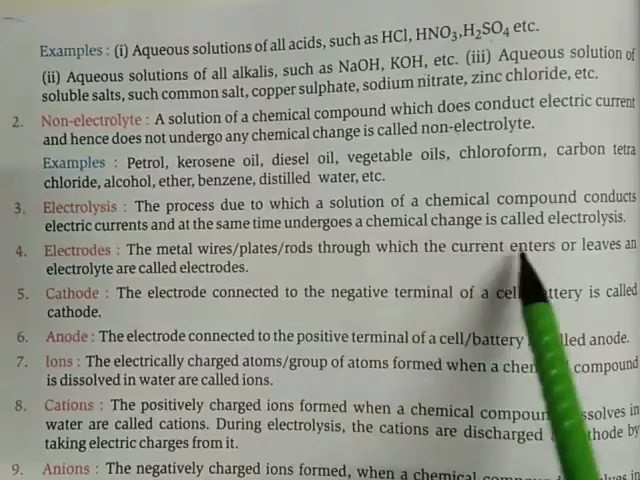 Examples : (i) Aqueous solutions of all acids, such as HCl, HNO3,H2SO4 etc.
(ii) Aqueous solutions of all alkalis, such as NaOH, KOH, etc. (iii) Aqueous solution of
soluble salts, such common salt, copper sulphate, sodium nitrate, zinc chloride, etc.
2. Non-electrolyte : A solution of a chemical compound which does conduct electric current
and hence does not undergo any chemical change is called non-electrolyte.
Examples : Petrol, kerosene oil, diesel oil, vegetable oils, chloroform, carbon tetra
chloride, alcohol, ether, benzene, distilled water, etc.
3. Electrolysis : The process due to which a solution of a chemical compound conducts
electric currents and at the same time undergoes a chemical change is called electrolysis.
4. Electrodes : The metal wires/plates/rods through which the current enters or leaves an
electrolyte are called electrodes.
5. Cathode : The electrode connected to the negative terminal of a is called
cathode.
6. Anode : The electrode connected to the positive terminal of a cell/battery anode.
7. Ions : The electrically charged atoms/group of atoms formed when a compound
is dissolved in water are called ions.
8. Cations : The positively charged ions formed when a chemical in
water are called cations. During electrolysis, the cations are discharged by
taking electric charges from it.
9. Anions : The negatively charged ions formed, when a chemical in